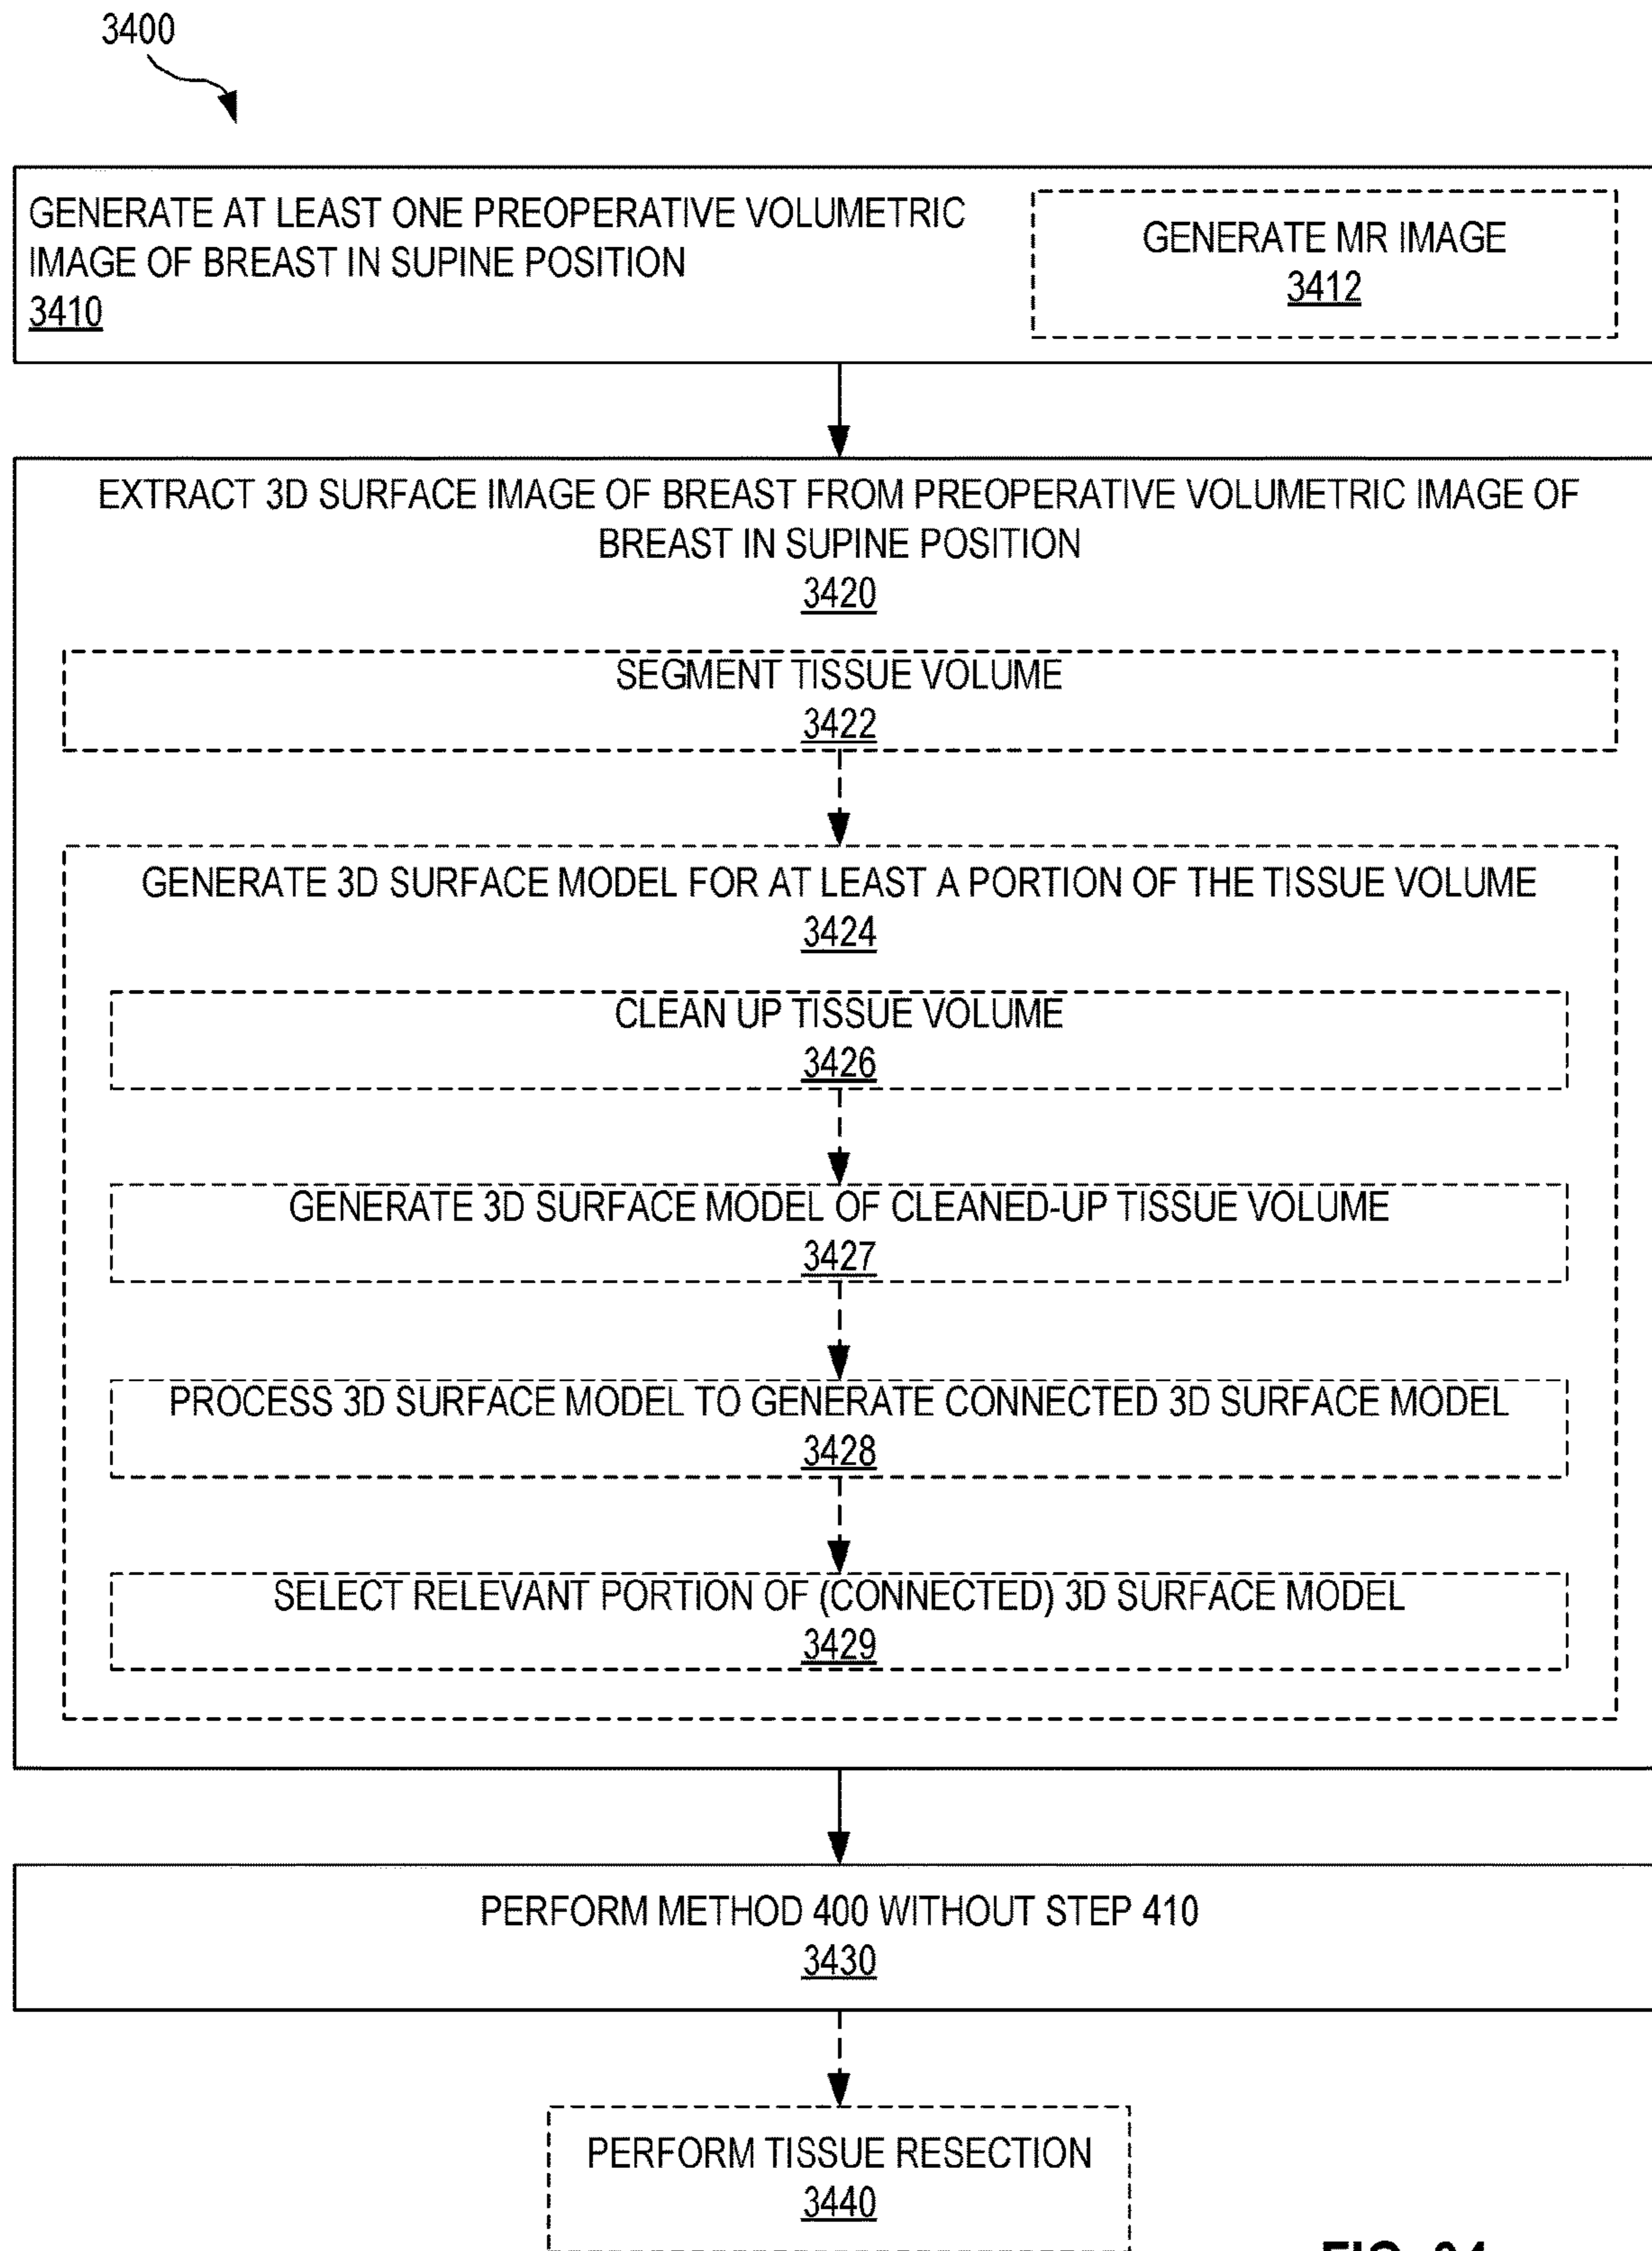 3400
GENERATE AT LEAST ONE PREOPERATIVE VOLUMETRIC
IMAGE OF BREAST IN SUPINE POSITION
3410
GENERATE MR IMAGE
3412
EXTRACT 3D SURFACE IMAGE OF BREAST FROM PREOPERATIVE VOLUMETRIC IMAGE OF
BREAST IN SUPINE POSITION
3420
SEGMENT TISSUE VOLUME
3422
GENERATE 3D SURFACE MODEL FOR AT LEAST A PORTION OF THE TISSUE VOLUME
3424
CLEAN UP TISSUE VOLUME
3426
GENERATE 3D SURFACE MODEL OF CLEANED-UP TISSUE VOLUME
3427
PROCESS 3D SURFACE MODEL TO GENERATE CONNECTED 3D SURFACE MODEL
3428
SELECT RELEVANT PORTION OF (CONNECTED) 3D SURFACE MODEL
3429
PERFORM METHOD 400 WITHOUT STEP 410
3430
PERFORM TISSUE RESECTION
3440